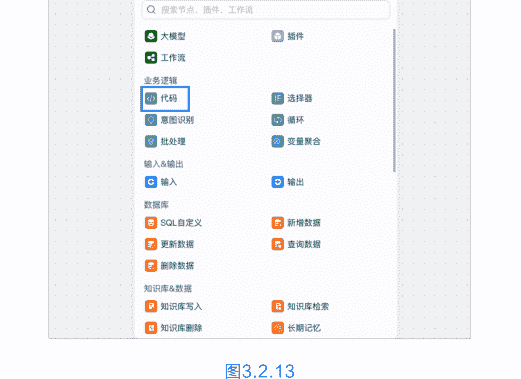 搜索节点、插件、工作流
大模型 插件
工作流
业务逻辑
代码 选择器
意图识别 循环
批处理 变量聚合
输入&输出
输入 输出
数据库
SQL自定义 新增数据
更新数据 查询数据
删除数据
知识库&数据
知识库写入 知识库检索
知识库删除 长期记忆
图3.2.13